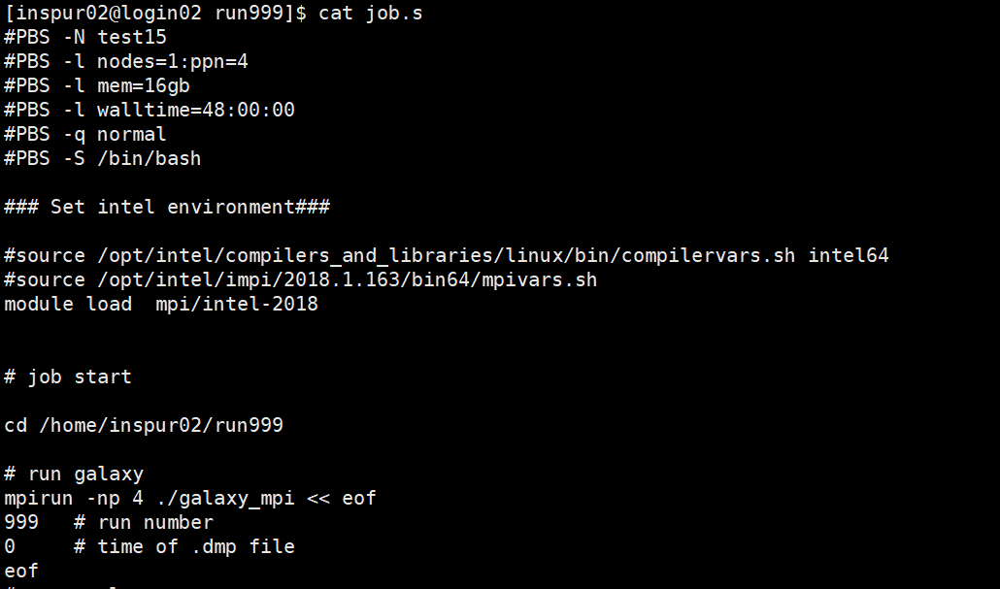 [inspur02@login02 run999]$ cat job.s
#PBS -N test15
#PBS -l nodes=1:ppn=4
#PBS -l mem=16gb
#PBS -l walltime=48:00:00
#PBS -q normal
#PBS -S /bin/bash
### Set intel environment###
#source /opt/intel/compilers_and_libraries/linux/bin/compilervars.sh intel64
#source /opt/intel/impi/2018.1.163/bin64/mpivars.sh
module load  mpi/intel-2018
# job start
cd /home/inspur02/run999
# run galaxy
mpirun -np 4 ./galaxy_mpi << eof
999   # run number
0     # time of .dmp file
eof